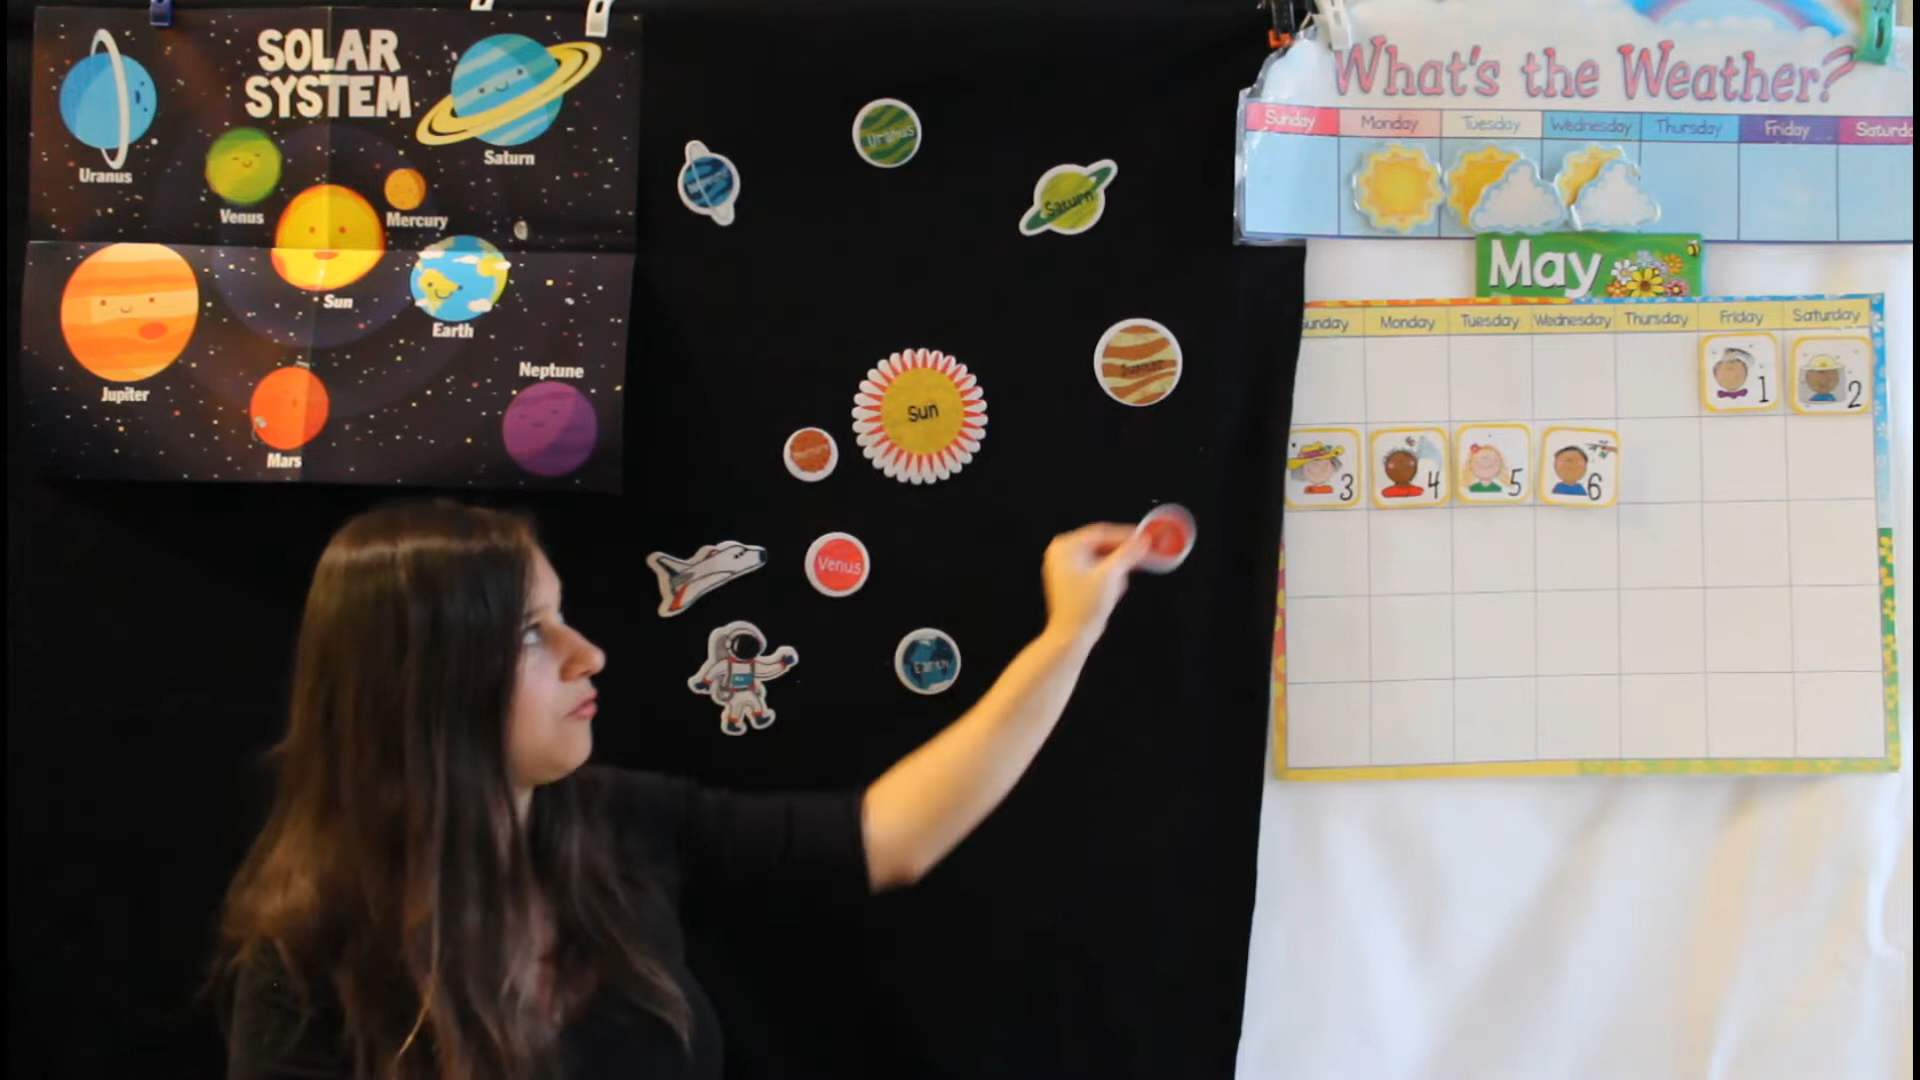 SOLAR
SYSTEM
Uranus
Saturn
Venus
Mercury
Sun
Earth
Jupiter
Neptune
Mars
Uranus
Saturn
Sun
Venus
Earth
What's the Weather?
Sunday Monday Tuesday Wednesday Thursday Friday
May
Monday Tuesday Wednesday Thursday Friday Saturday
1 2
3 4 5 6